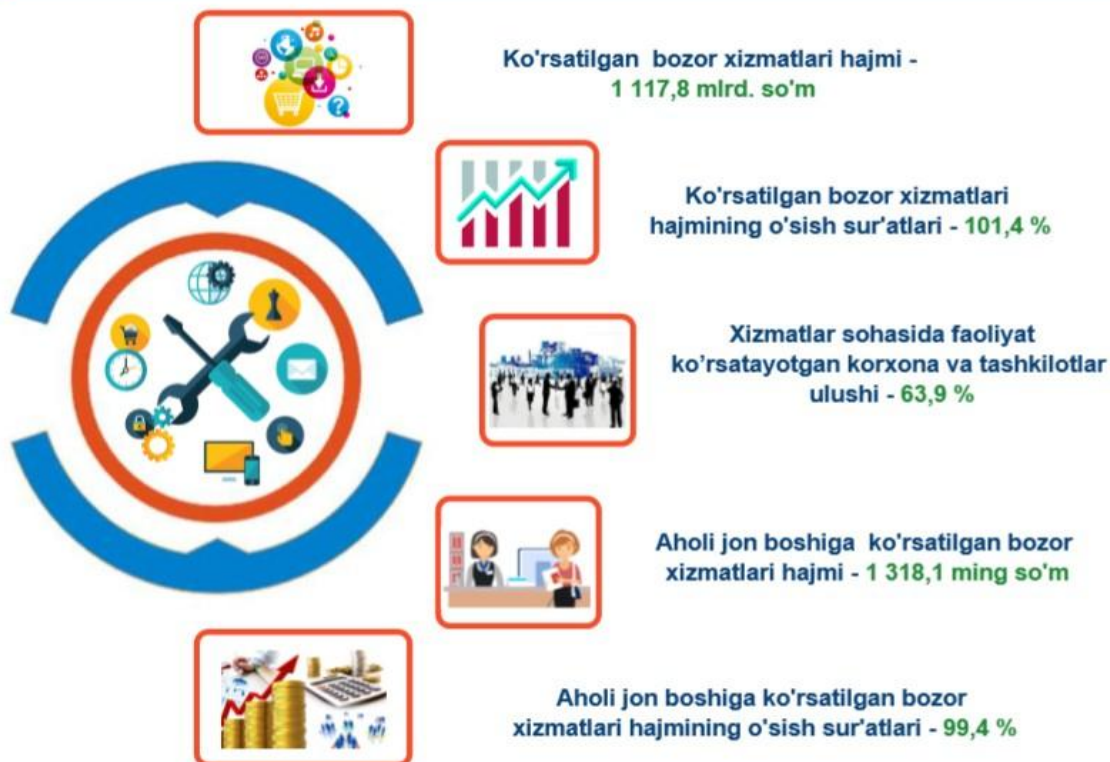 Ko'rsatilgan bozor xizmatlari hajmi -
1 117,8 mlrd. so'm
Ko'rsatilgan bozor xizmatlari
hajmining o'sish sur'atlari - 101,4 %
Xizmatlar sohasida faoliyat
ko’rsatayotgan korxona va tashkilotlar
ulushi - 63,9 %
Aholi jon boshiga ko'rsatilgan bozor
xizmatlari hajmi - 1 318,1 ming so'm
Aholi jon boshiga ko'rsatilgan bozor
xizmatlari hajmining o'sish sur'atlari - 99,4 %